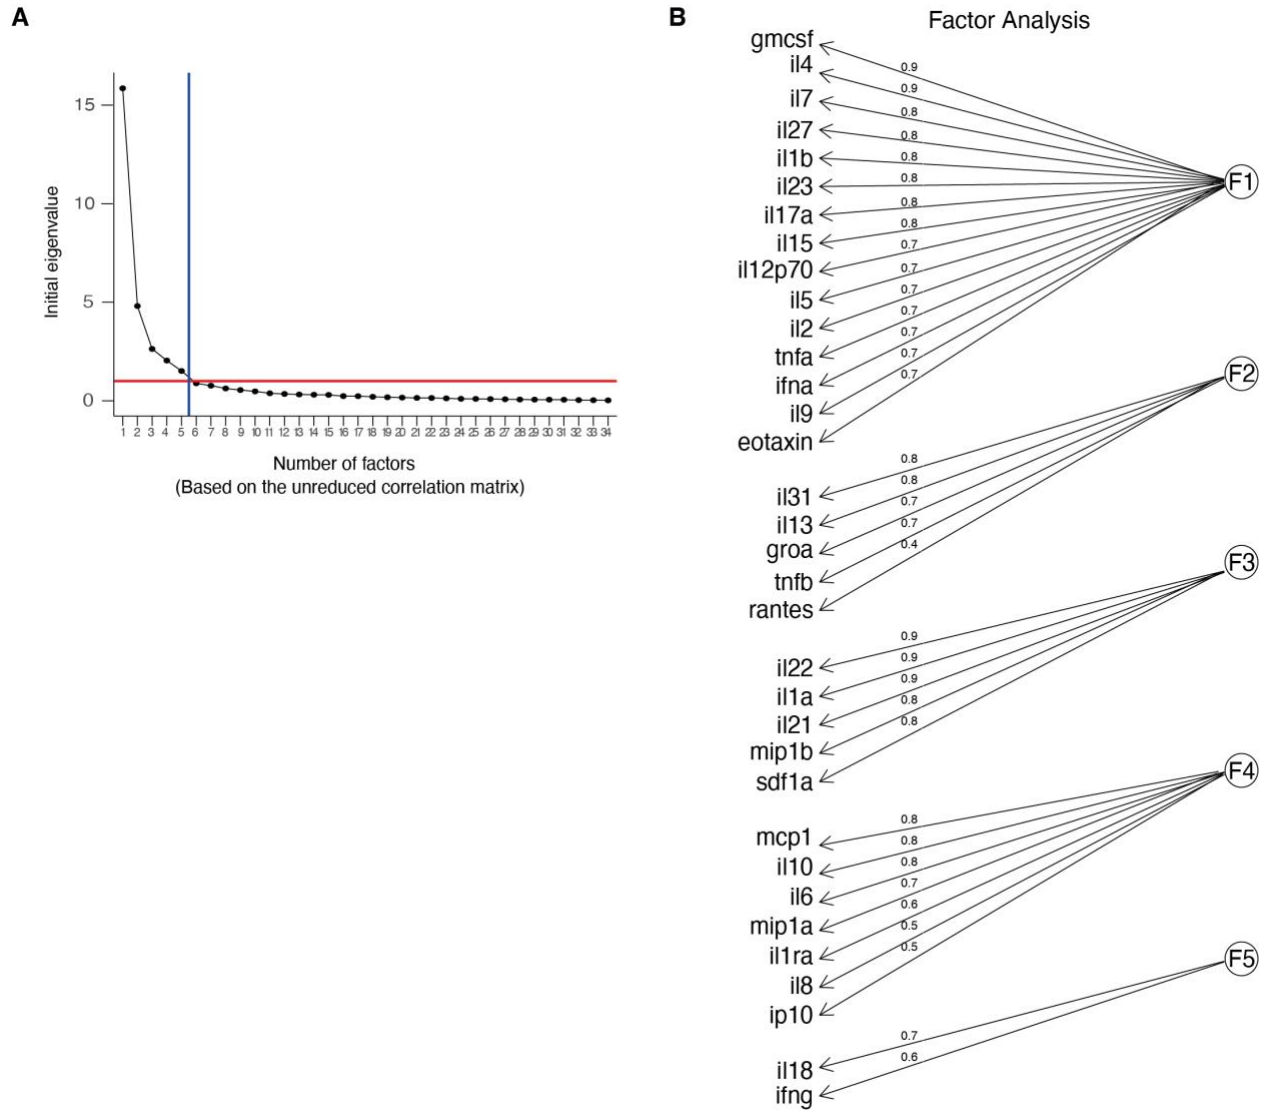 A
15
10
5
0
Initial eigenvalue
1 2 3 4 5 6 7 8 9 10 11 12 13 14 15 16 17 18 19 20 21 22 23 24 25 26 27 28 29 30 31 32 33 34
Number of factors
(Based on the unreduced correlation matrix)
B
Factor Analysis
gmcsf
il4
il7
il27
il1b
il23
il17a
il15
il12p70
il5
il2
tnfa
ifna
il9
eotaxin
0.9
0.9
0.8
0.8
0.8
0.8
0.8
0.8
0.7
0.7
0.7
0.7
0.7
0.7
F1
il31
il13
groa
tnfb
rantes
0.8
0.8
0.7
0.7
0.4
F2
il22
il1a
il21
mip1b
sdf1a
0.9
0.9
0.9
0.8
0.8
F3
mcp1
il10
il6
mip1a
il1ra
il8
ip10
0.8
0.8
0.8
0.7
0.6
0.5
0.5
F4
il18
ifng
0.7
0.6
F5